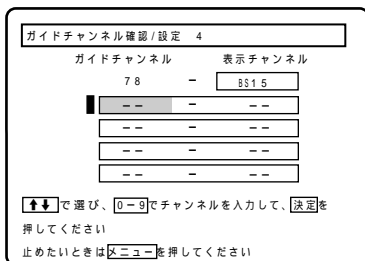 ガイドチャンネル確認/設定 4
ガイドチャンネル 表示チャンネル
78 － BS15
－－ － －－
－－ － －－
－－ － －－
－－ － －－
⬆⬇で選び、0－9でチャンネルを入力して、決定を
押してください
止めたいときはメニューを押してください